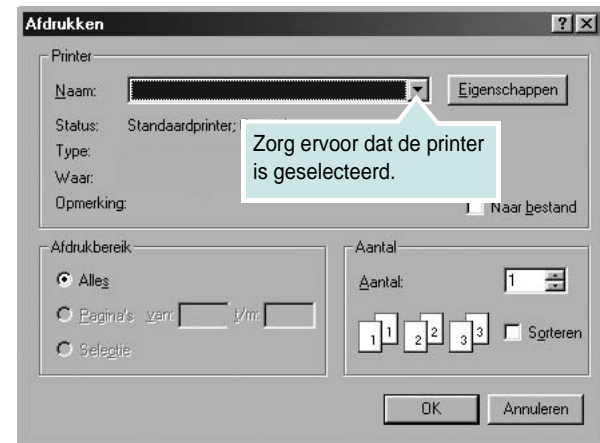 Afdrukken
Printer
Naam:
Eigenschappen
Status: Standaardprinter;
Type:
Waar:
Opmerking:
Zorg ervoor dat de printer
is geselecteerd.
Naar bestand
Afdrukbereik
Alles
Pagina's van: t/m:
Selectie
Aantal
Aantal: 1
1 1 2 2 3 3
Sorteren
OK Annuleren